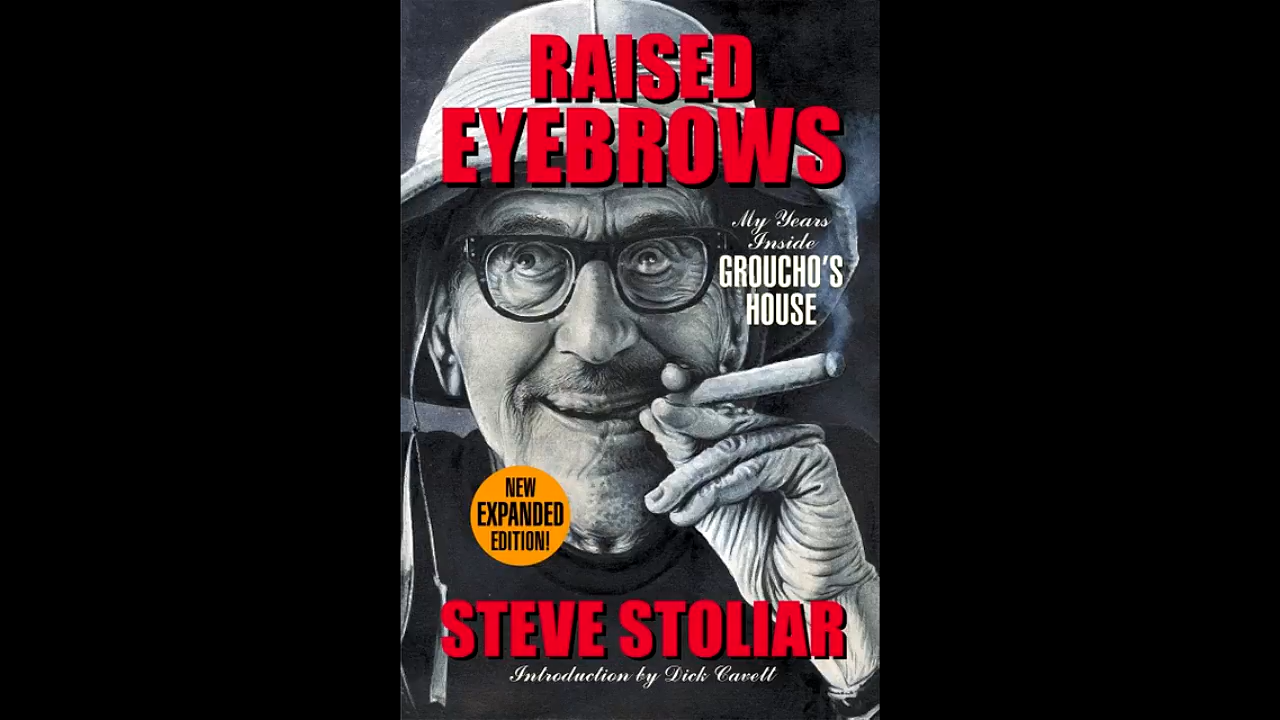 RAISED
EYEBROWS
My Years
Inside
GROUCHO'S
HOUSE
NEW
EXPANDED
EDITION!
STEVE STOLIAR
Introduction by Dick Cavett